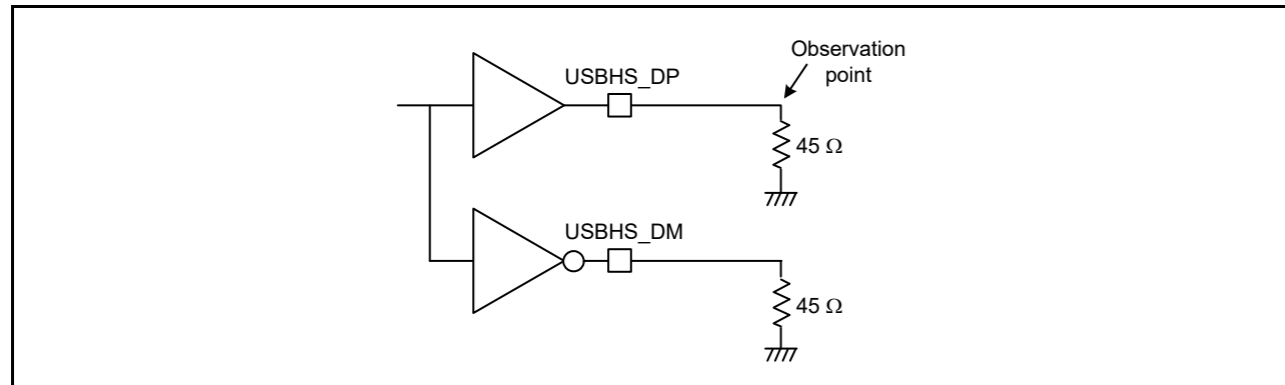 Observation
point
USBHS_DP
45 Ω
USBHS_DM
45 Ω